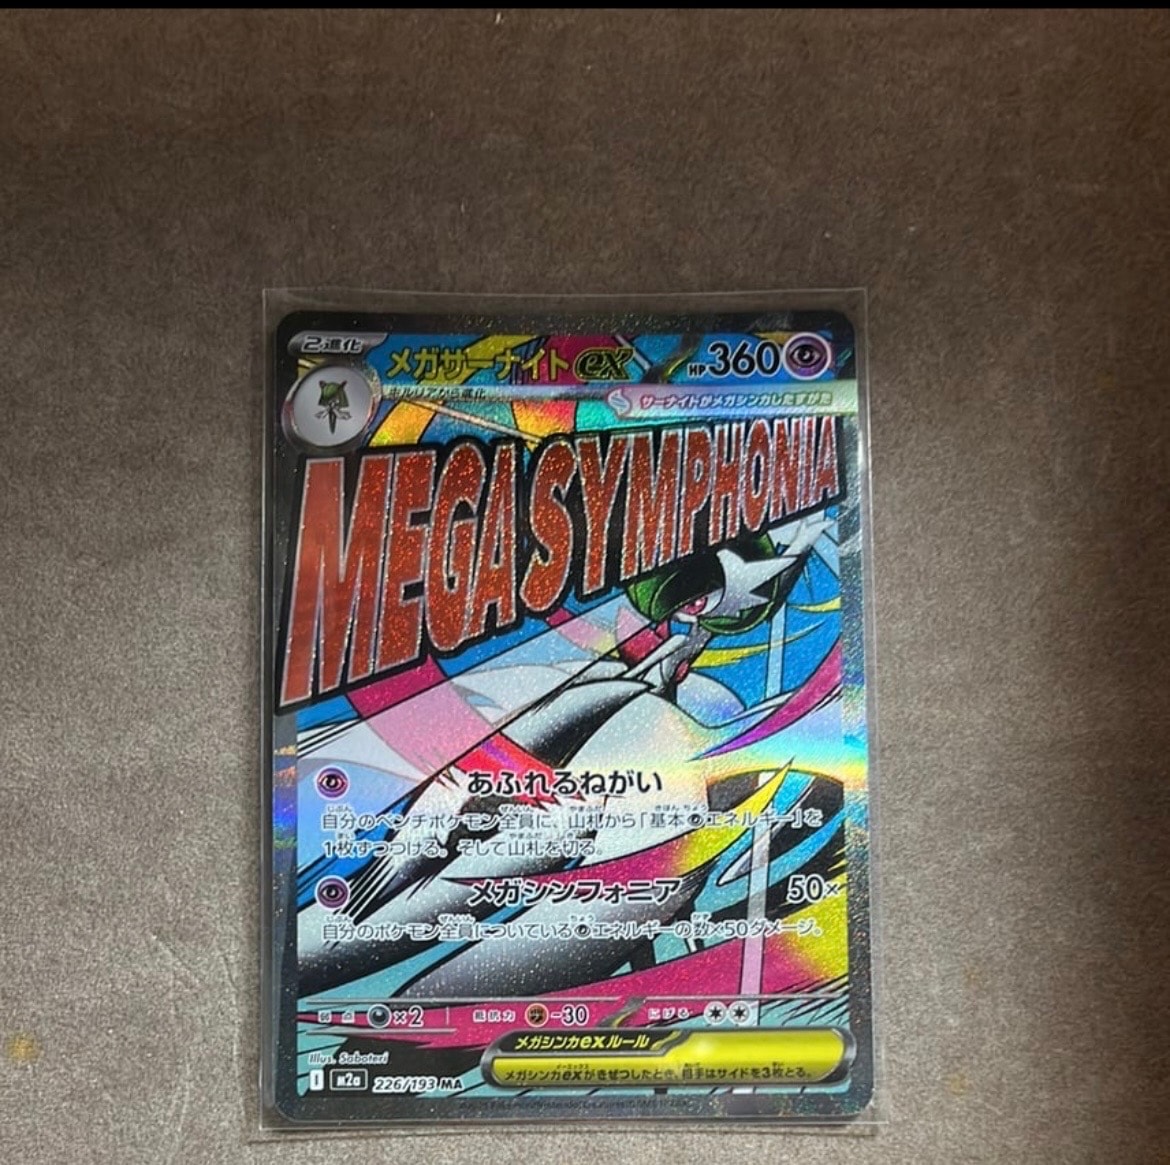 2進化
メガサーナイトex HP360
キルリアから進化 サーナイトがメガシンカしたすがた
MEGA SYMPHONIA
あふれるねがい
自分のベンチポケモン全員に、山札から「基本エネルギー」を
1枚ずつつける。そして山札を切る。
メガシンフォニア 50×
自分のポケモン全員についているエネルギーの数×50ダメージ。
弱点 ×2 抵抗力 -30 にげる
メガシンカexルール
メガシンカexがきぜつしたとき、相手はサイドを3枚とる。
Illus. Saboteri
I m2a 226/193 MA